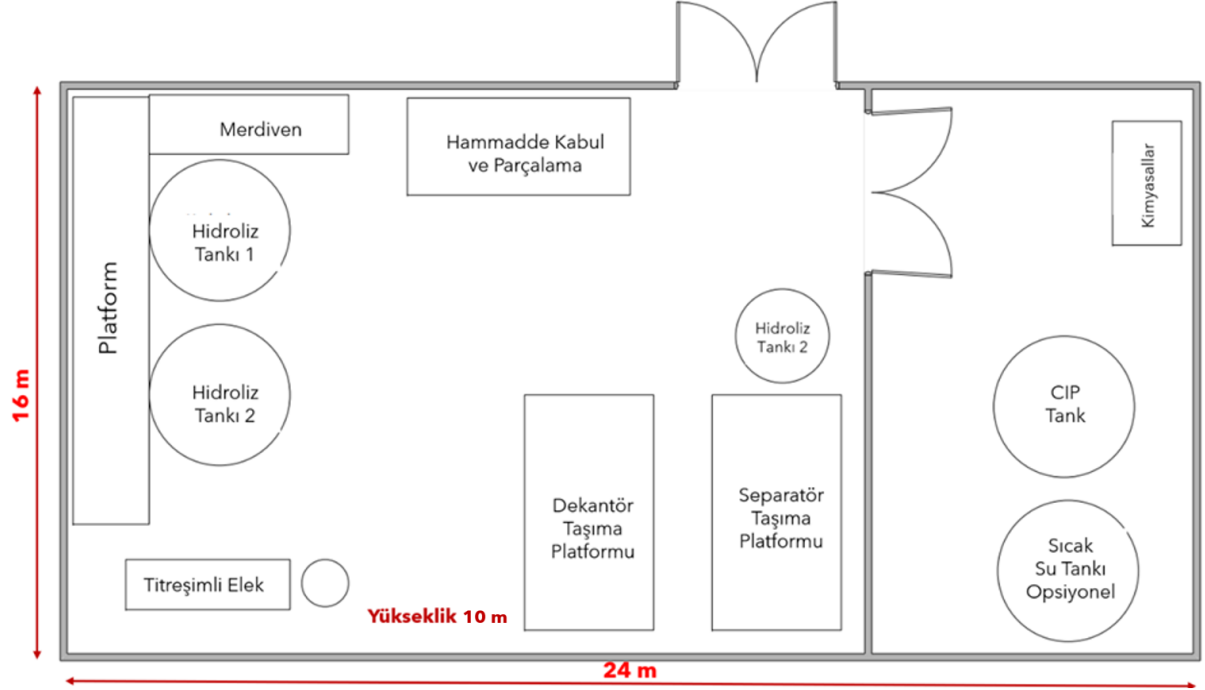 Merdiven
Hammadde Kabul
ve Parçalama
Kimyasallar
Hidroliz
Tankı 1
Platform
Hidroliz
Tankı 2
Hidroliz
Tankı 2
CIP
Tank
16 m
Dekantör
Taşıma
Platformu
Separatör
Taşıma
Platformu
Sıcak
Su Tankı
Opsiyonel
Titreşimli Elek
Yükseklik 10 m
24 m